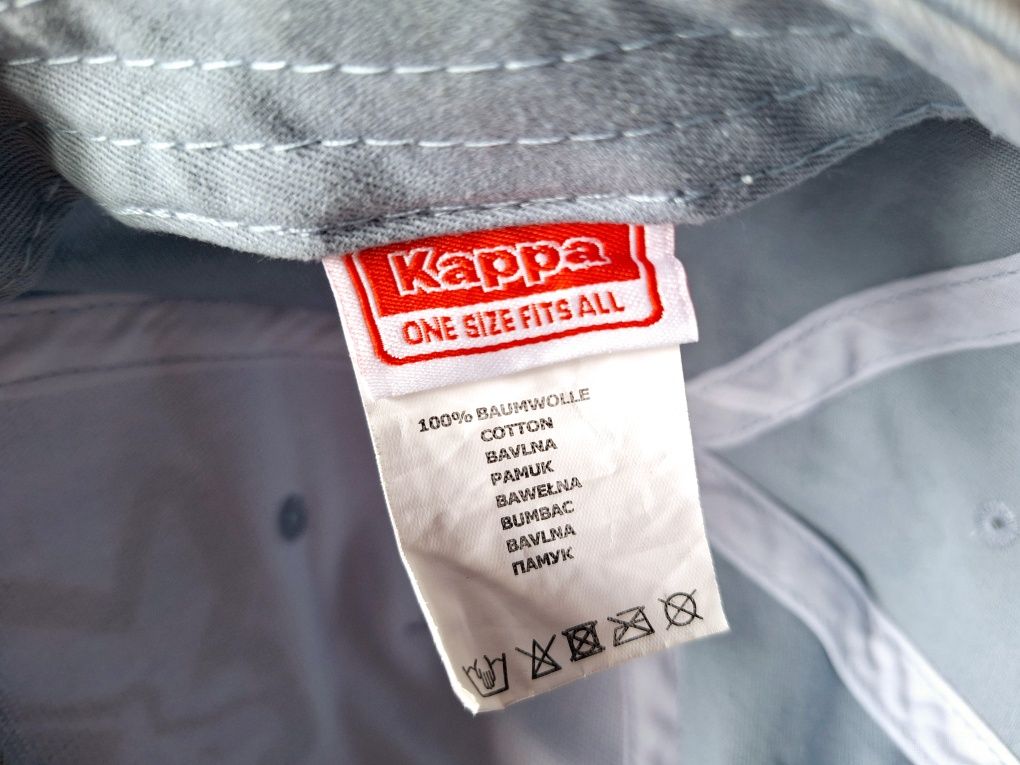 Kappa
ONE SIZE FITS ALL
100% BAUMWOLLE
COTTON
BAVLNA
PAMUK
BAWEŁNA
BUMBAC
BAVLNA
ПАМУК